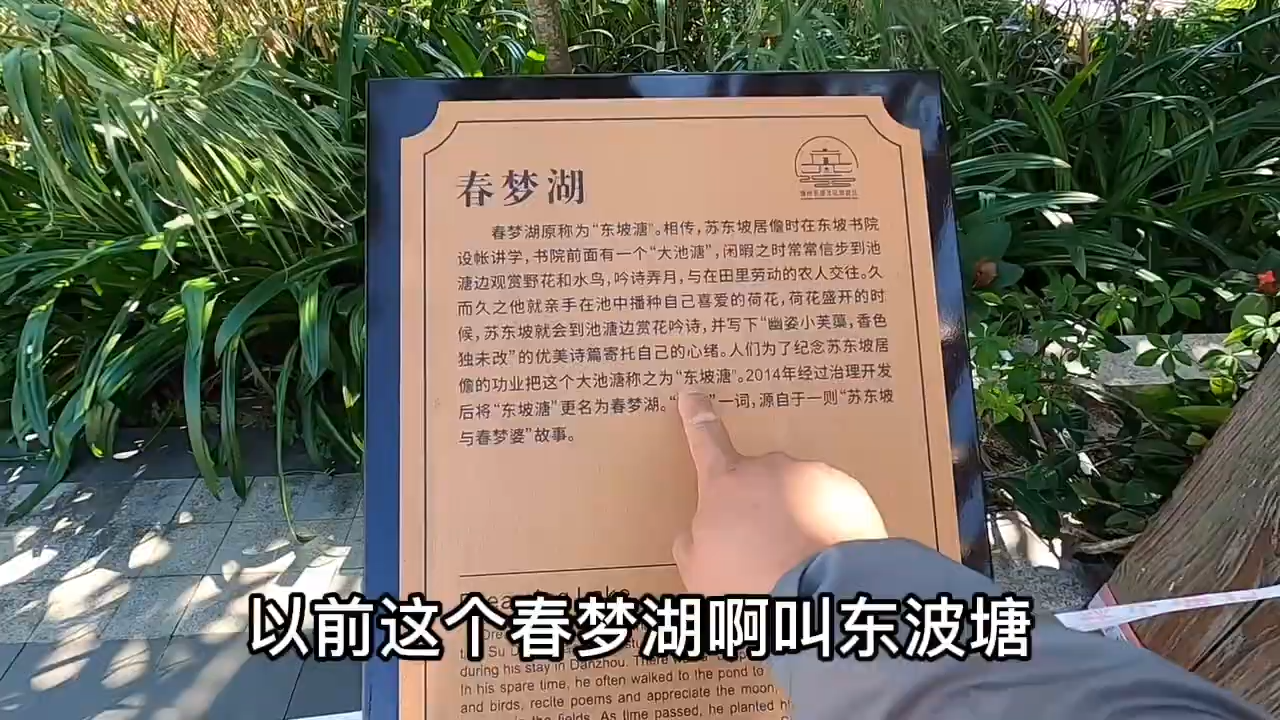 春梦湖
春梦湖原称为“东坡溏”。相传，苏东坡居儋时在东坡书院
设帐讲学，书院前面有一个“大池溏”，闲暇之时常常信步到池
溏边观赏野花和水鸟，吟诗弄月，与在田里劳动的农人交往。久
而久之他就亲手在池中播种自己喜爱的荷花，荷花盛开的时
候，苏东坡就会到池溏边赏花吟诗，并写下“幽姿小芙蕖，香色
独未改”的优美诗篇寄托自己的心绪。人们为了纪念苏东坡居
儋的功业把这个大池溏称之为“东坡溏”。2014年经过治理开发
后将“东坡溏”更名为春梦湖。“ ”一词，源自于一则“苏东坡
与春梦婆”故事。
Lake
以前这个春梦湖啊叫东波塘
Su
during his stay in Danzhou. There
In his spare time, he often walked to the pond to
and birds, recite poems and appreciate the moon,
the fields. As time passed, he planted